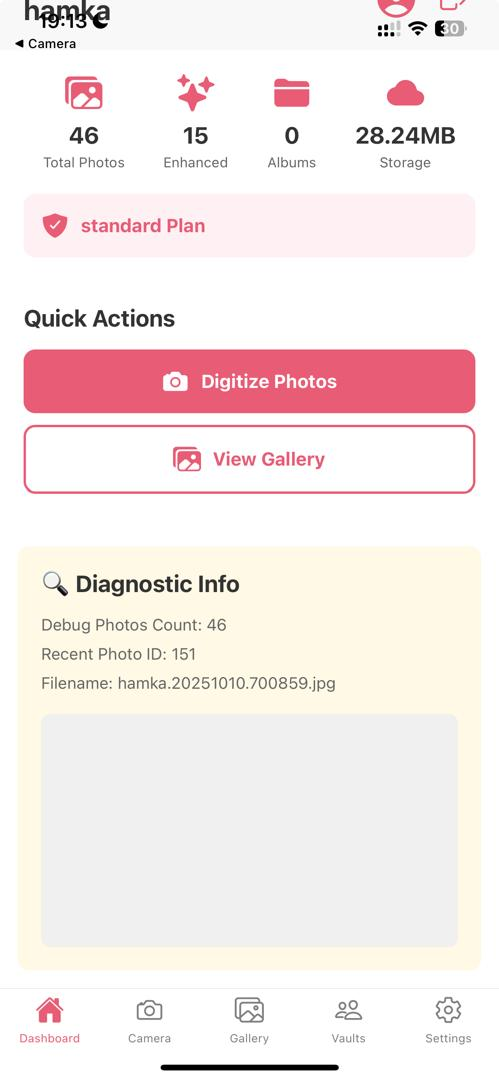 hamka
19:13
30
◀ Camera
46
Total Photos
15
Enhanced
0
Albums
28.24MB
Storage
standard Plan
Quick Actions
Digitize Photos
View Gallery
🔍 Diagnostic Info
Debug Photos Count: 46
Recent Photo ID: 151
Filename: hamka.20251010.700859.jpg
Dashboard
Camera
Gallery
Vaults
Settings